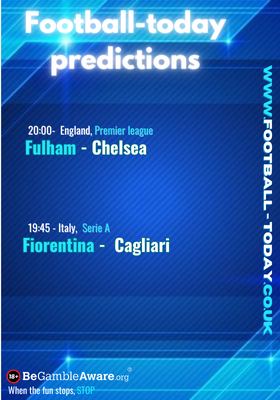 Football-today
predictions
20:00- England, Premier league
Fulham - Chelsea
19:45 - Italy, Serie A
Fiorentina - Cagliari
WWW.FOOTBALL-TODAY.CO.UK
18+ BeGambleAware.org®
When the fun stops, STOP